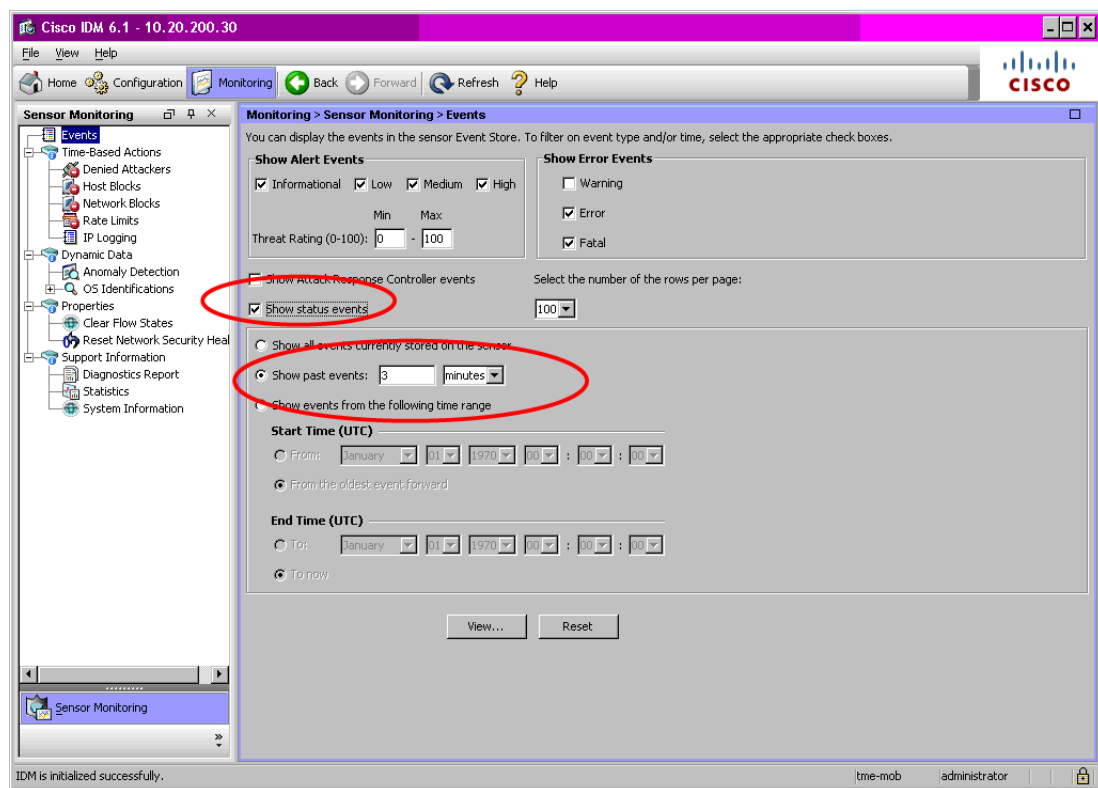 Cisco IDM 6.1 - 10.20.200.30
File View Help
Home Configuration Monitoring Back Forward Refresh Help
CISCO
Sensor Monitoring
Events
Time-Based Actions
Denied Attackers
Host Blocks
Network Blocks
Rate Limits
IP Logging
Dynamic Data
Anomaly Detection
OS Identifications
Properties
Clear Flow States
Reset Network Security Heal
Support Information
Diagnostics Report
Statistics
System Information
Sensor Monitoring
Monitoring > Sensor Monitoring > Events
You can display the events in the sensor Event Store. To filter on event type and/or time, select the appropriate check boxes.
Show Alert Events
Informational Low Medium High
Min Max
Threat Rating (0-100): 0 - 100
Show Error Events
Warning
Error
Fatal
Show Attack Response Controller events
Select the number of the rows per page:
Show status events
100
Show all events currently stored on the sensor
Show past events: 3 minutes
Show events from the following time range
Start Time (UTC)
From: January 01 1970 00 : 00 : 00
From the oldest event forward
End Time (UTC)
To: January 01 1970 00 : 00 : 00
To now
View... Reset
IDM is initialized successfully. tme-mob administrator